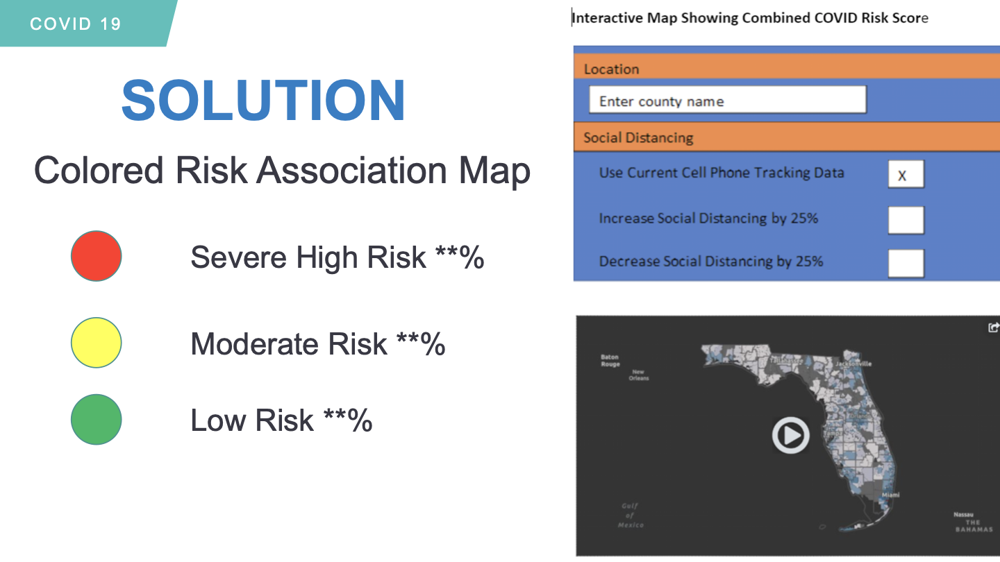 COVID 19
SOLUTION
Colored Risk Association Map
Severe High Risk **%
Moderate Risk **%
Low Risk **%
Interactive Map Showing Combined COVID Risk Score
Location
Enter county name
Social Distancing
Use Current Cell Phone Tracking Data
X
Increase Social Distancing by 25%
Decrease Social Distancing by 25%
Baton
Rouge
New
Orleans
Tallahassee
Jacksonville
Tampa
Miami
Gulf
of
Mexico
Nassau
THE
BAHAMAS